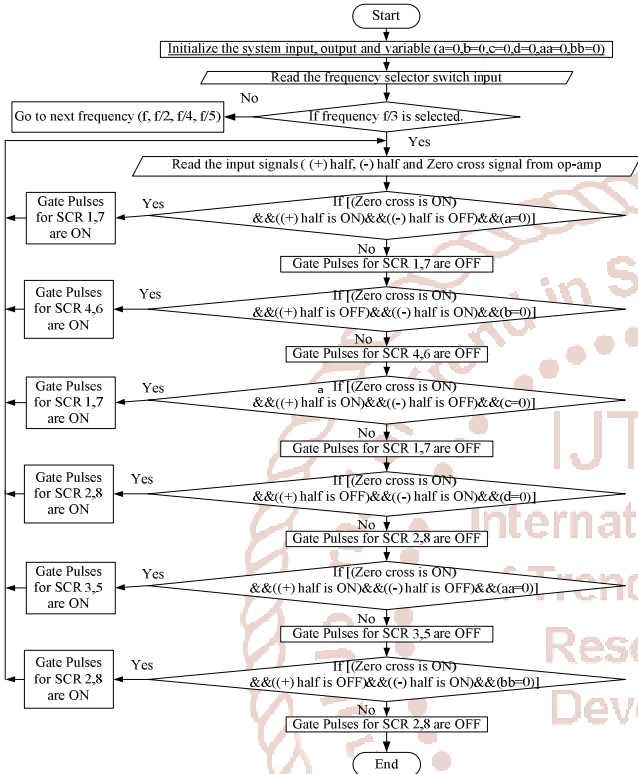 Start
Initialize the system input, output and variable (a=0,b=0,c=0,d=0,aa=0,bb=0)
Read the frequency selector switch input
No
Go to next frequency (f, f/2, f/4, f/5)
If frequency f/3 is selected.
Yes
Read the input signals ( (+) half, (-) half and Zero cross signal from op-amp
Gate Pulses
for SCR 1,7
are ON
Yes
If [(Zero cross is ON)
&&((+) half is ON)&&((-) half is OFF)&&(a=0)]
No
Gate Pulses for SCR 1,7 are OFF
Gate Pulses
for SCR 4,6
are ON
Yes
If [(Zero cross is ON)
&&((+) half is OFF)&&((-) half is ON)&&(b=0)]
No
Gate Pulses for SCR 4,6 are OFF
Gate Pulses
for SCR 1,7
are ON
Yes
a If [(Zero cross is ON)
&&((+) half is ON)&&((-) half is OFF)&&(c=0)]
No
Gate Pulses for SCR 1,7 are OFF
Gate Pulses
for SCR 2,8
are ON
Yes
If [(Zero cross is ON)
&&((+) half is OFF)&&((-) half is ON)&&(d=0)]
No
Gate Pulses for SCR 2,8 are OFF
Gate Pulses
for SCR 3,5
are ON
Yes
If [(Zero cross is ON)
&&((+) half is ON)&&((-) half is OFF)&&(aa=0)]
No
Gate Pulses for SCR 3,5 are OFF
Gate Pulses
for SCR 2,8
are ON
Yes
If [(Zero cross is ON)
&&((+) half is OFF)&&((-) half is ON)&&(bb=0)]
No
Gate Pulses for SCR 2,8 are OFF
End
in S
IJT
Internat
of Trend
Rese
Deve